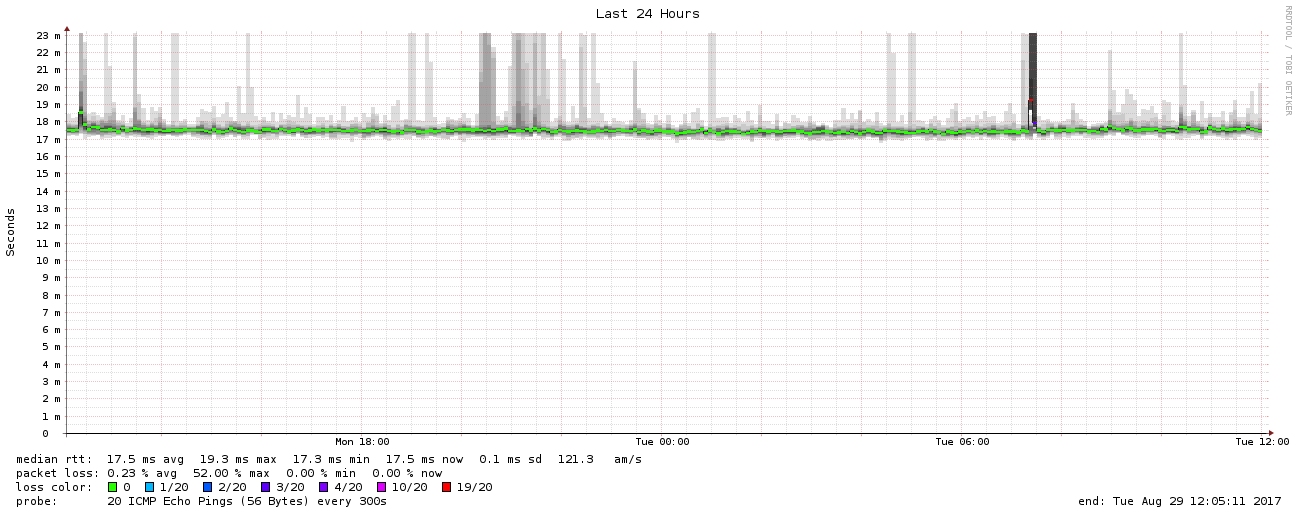 Last 24 Hours
RRDTOOL / TOBI OETIKER
Seconds
23 m
22 m
21 m
20 m
19 m
18 m
17 m
16 m
15 m
14 m
13 m
12 m
11 m
10 m
9 m
8 m
7 m
6 m
5 m
4 m
3 m
2 m
1 m
0
Mon 18:00 Tue 00:00 Tue 06:00 Tue 12:00
median rtt: 17.5 ms avg 19.3 ms max 17.3 ms min 17.5 ms now 0.1 ms sd 121.3 am/s
packet loss: 0.23 % avg 52.00 % max 0.00 % min 0.00 % now
loss color: 0 1/20 2/20 3/20 4/20 10/20 19/20
probe: 20 ICMP Echo Pings (56 Bytes) every 300s end: Tue Aug 29 12:05:11 2017